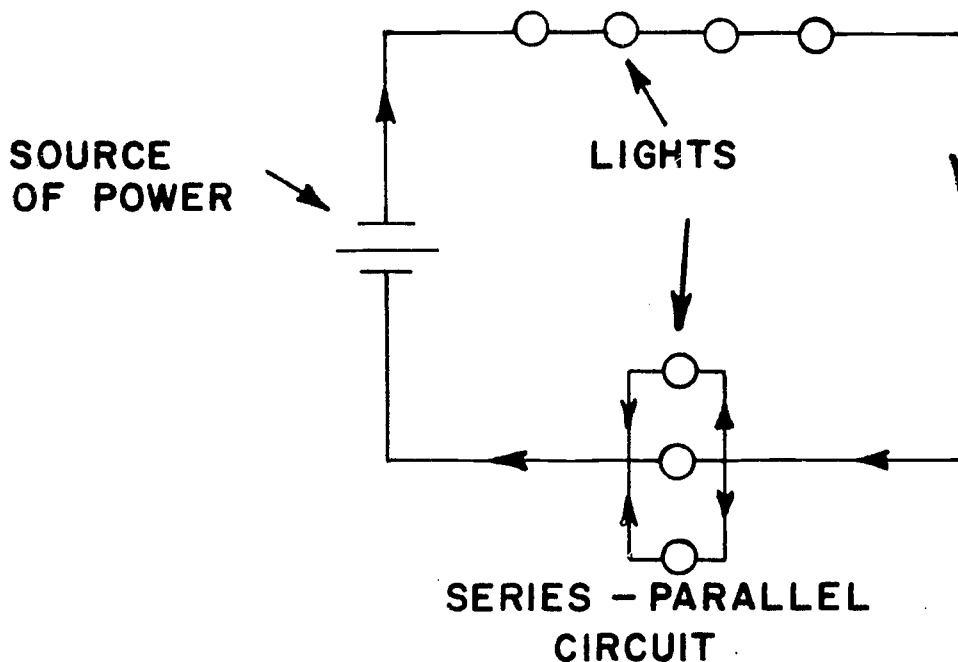 SOURCE
OF POWER
LIGHTS
SERIES – PARALLEL
CIRCUIT